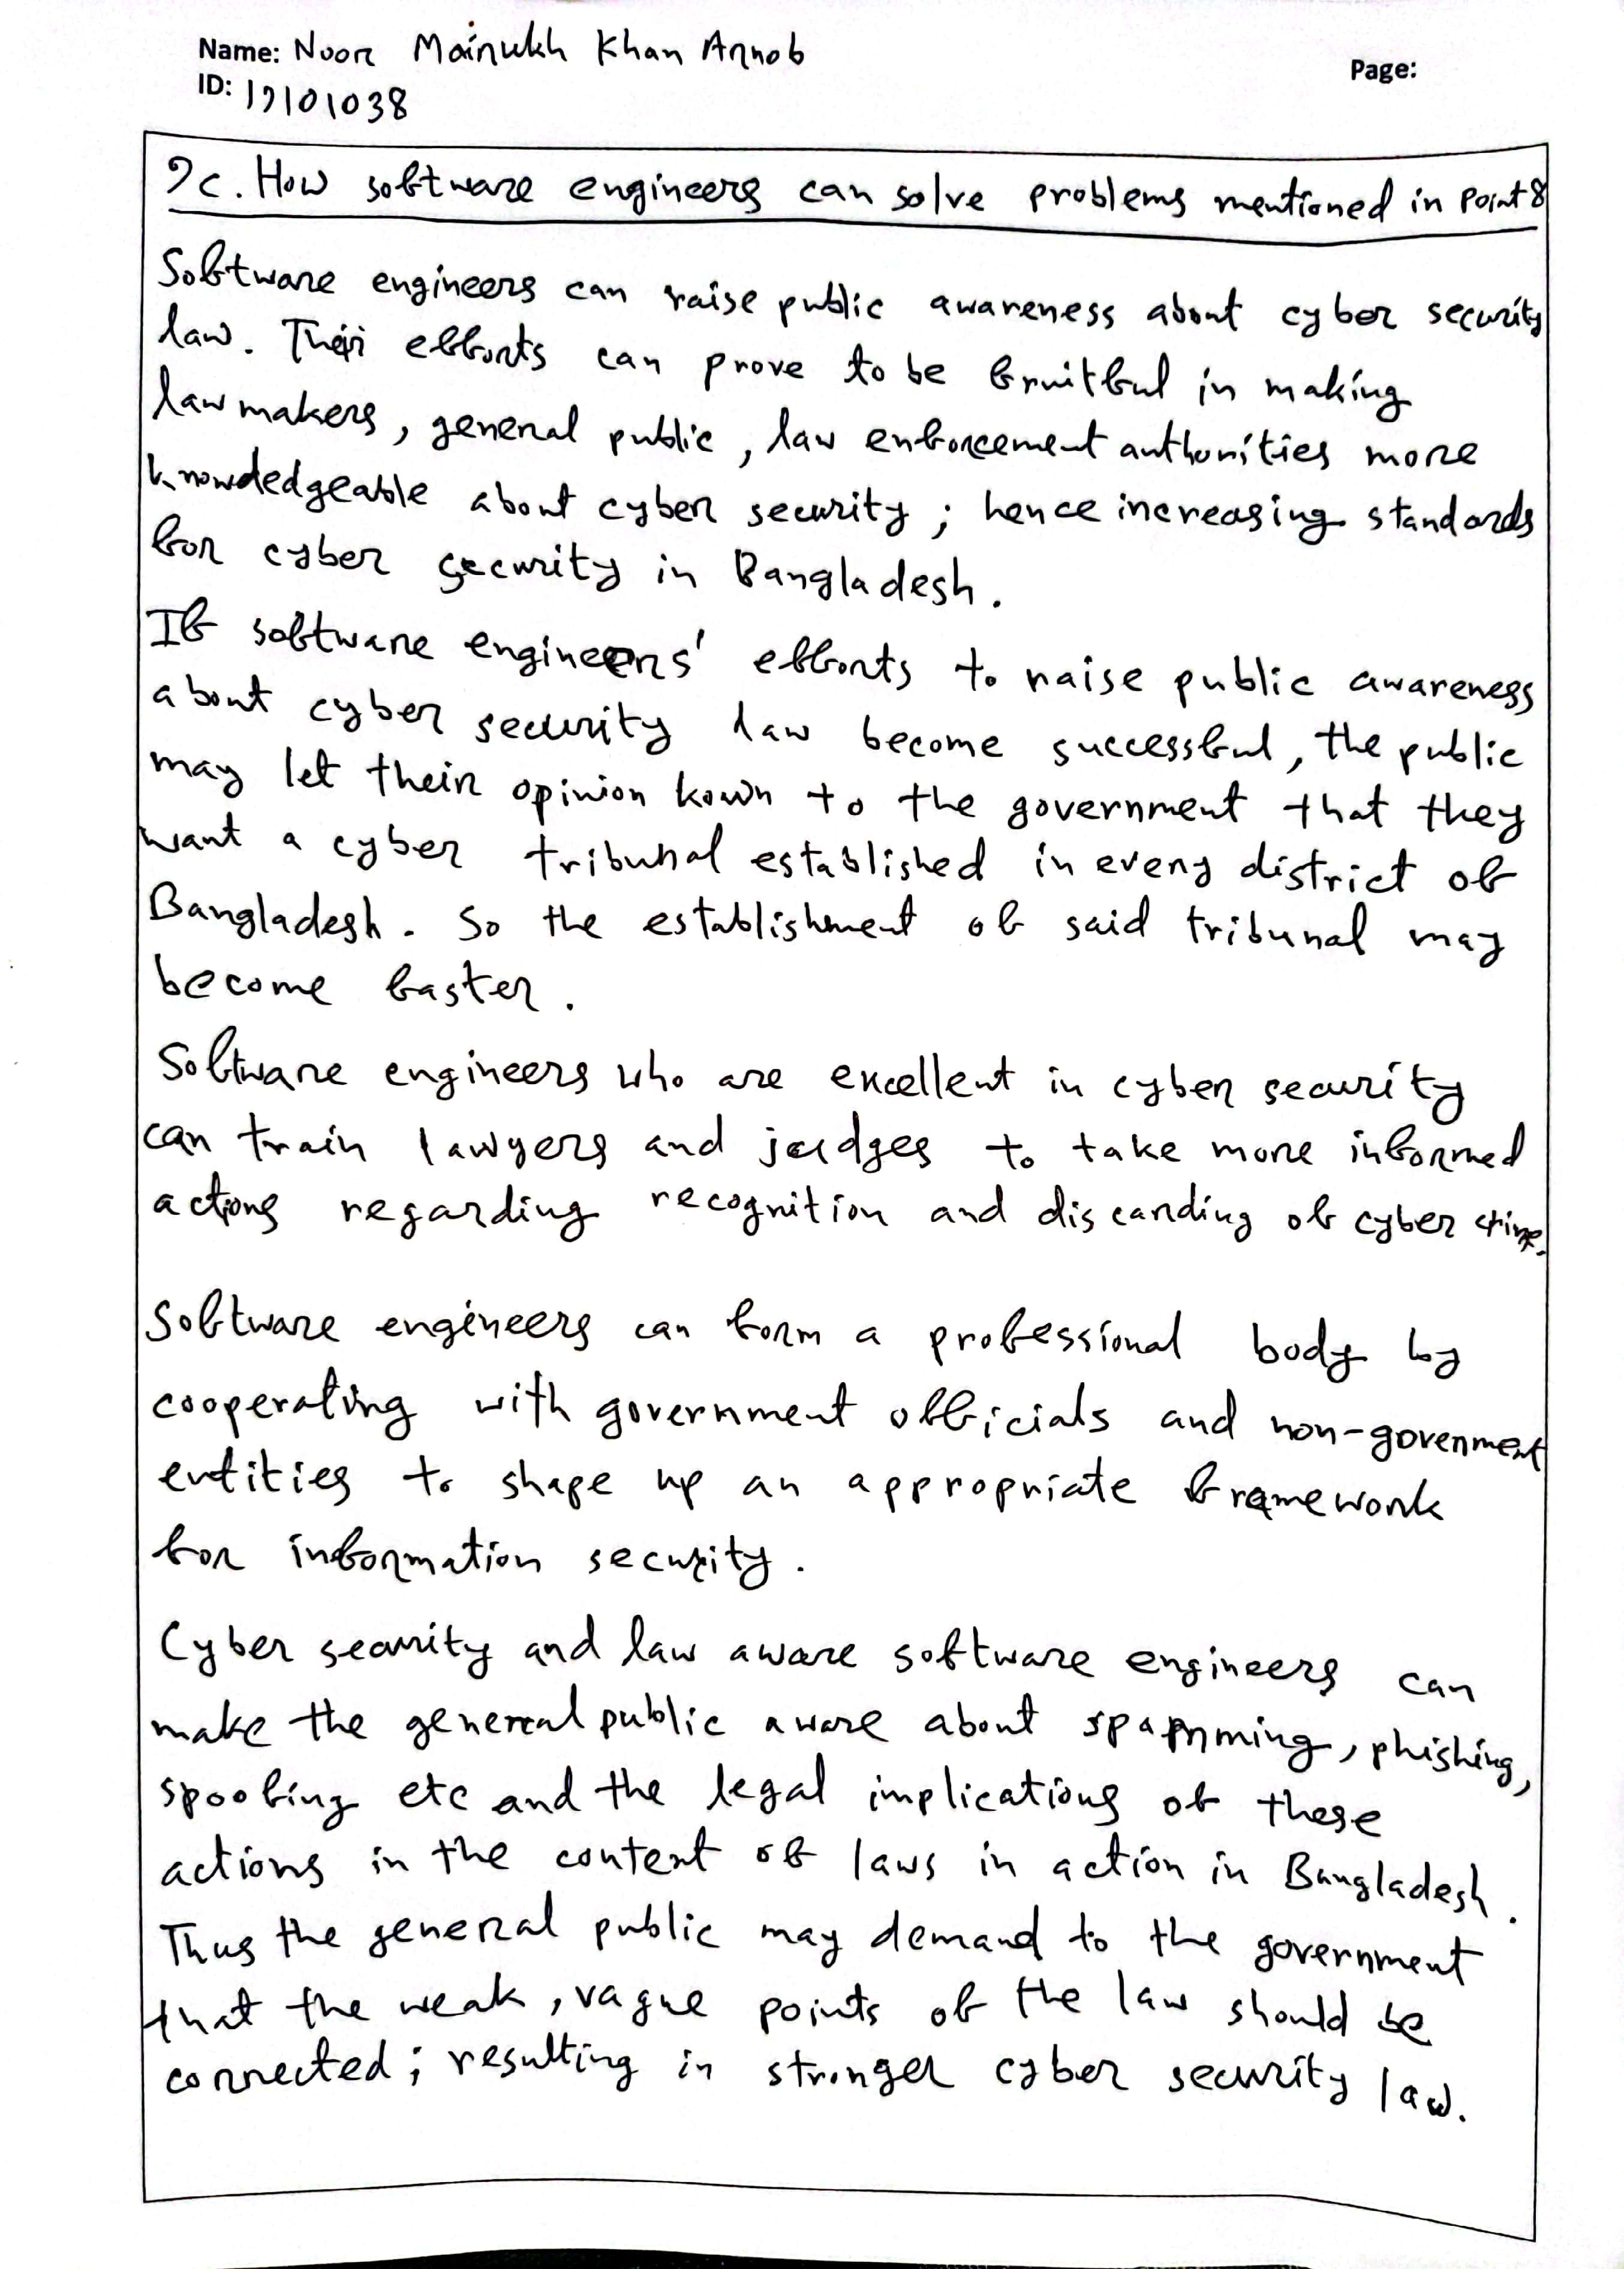 Name: Noor Mainukh Khan Arnob
Page:
ID: 19101038
9c. How software engineers can solve problems mentioned in point 8
Software engineers can raise public awareness about cyber security
law. Their efforts can prove to be fruitful in making
law makers, general public, law enforcement authorities more
knowdedgeable about cyber security; hence increasing standards
for cyber security in Bangladesh.
If software engineers' efforts to raise public awareness
about cyber security law become successful, the public
may let their opinion kown to the government that they
want a cyber tribunal established in every district of
Bangladesh. So the establishment of said tribunal may
become faster.
Software engineers who are excellent in cyber security
can train lawyers and judges to take more informed
actions regarding recognition and discarding of cyber crime.
Software engineers can form a professional body by
cooperating with government officials and non-govenment
entities to shape up an appropriate framework
for information security.
Cyber security and law aware software engineers can
make the general public aware about spamming, phishing,
spoofing etc and the legal implications of these
actions in the context of laws in action in Bangladesh.
Thus the general public may demand to the government
that the weak, vague points of the law should be
corrected; resulting in stronger cyber security law.